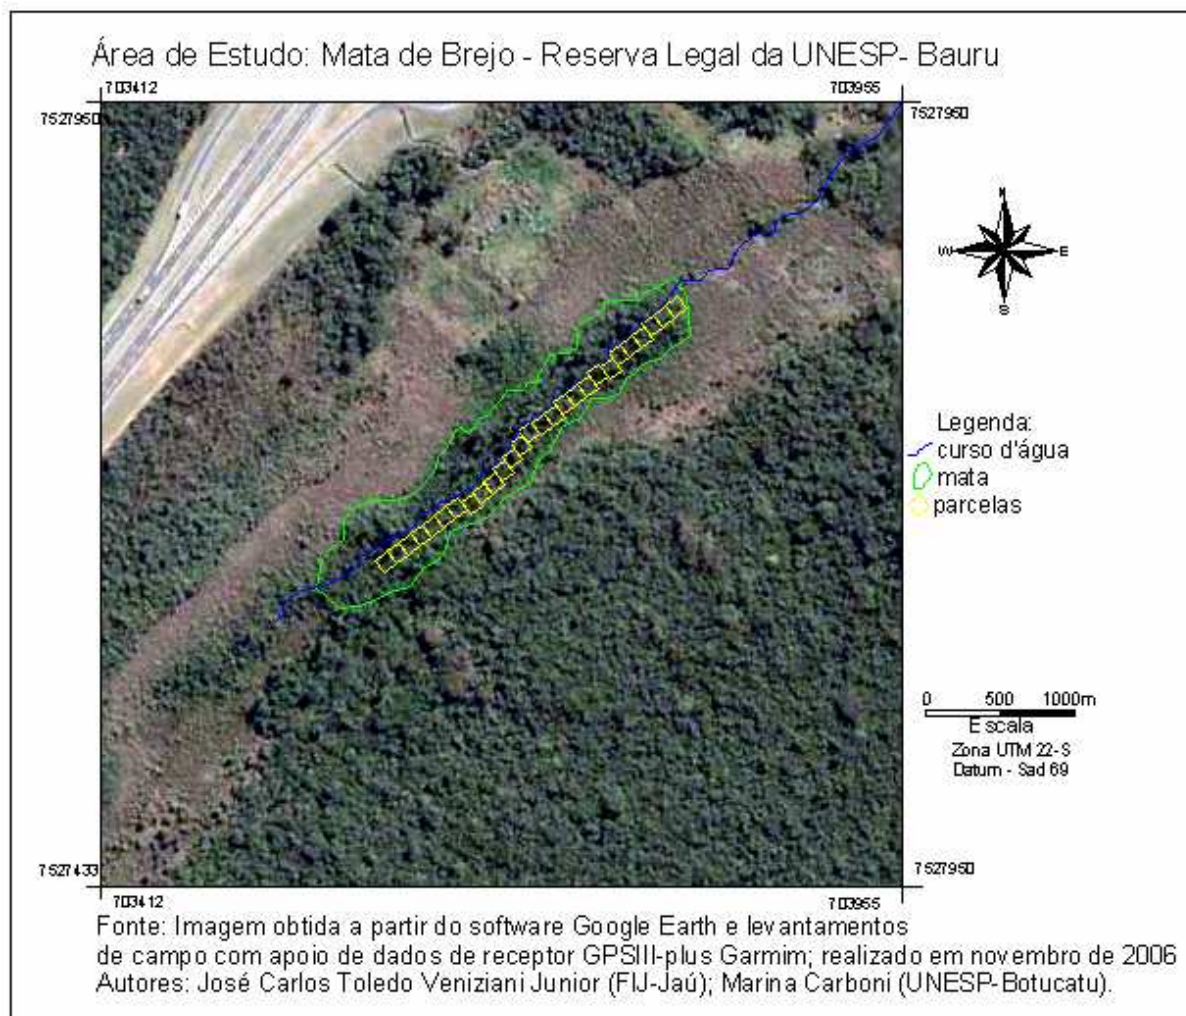 Área de Estudo: Mata de Brejo - Reserva Legal da UNESP- Bauru
703412 703955
7527950 7527950
N
W E
S
Legenda:
curso d'água
mata
parcelas
0 500 1000m
Escala
Zona UTM 22-S
Datum - Sad 69
7527433 7527950
703412 703955
Fonte: Imagem obtida a partir do software Google Earth e levantamentos
de campo com apoio de dados de receptor GPSIII-plus Garmim; realizado em novembro de 2006
Autores: José Carlos Toledo Veniziani Junior (FIJ-Jaú); Marina Carboni (UNESP-Botucatu).